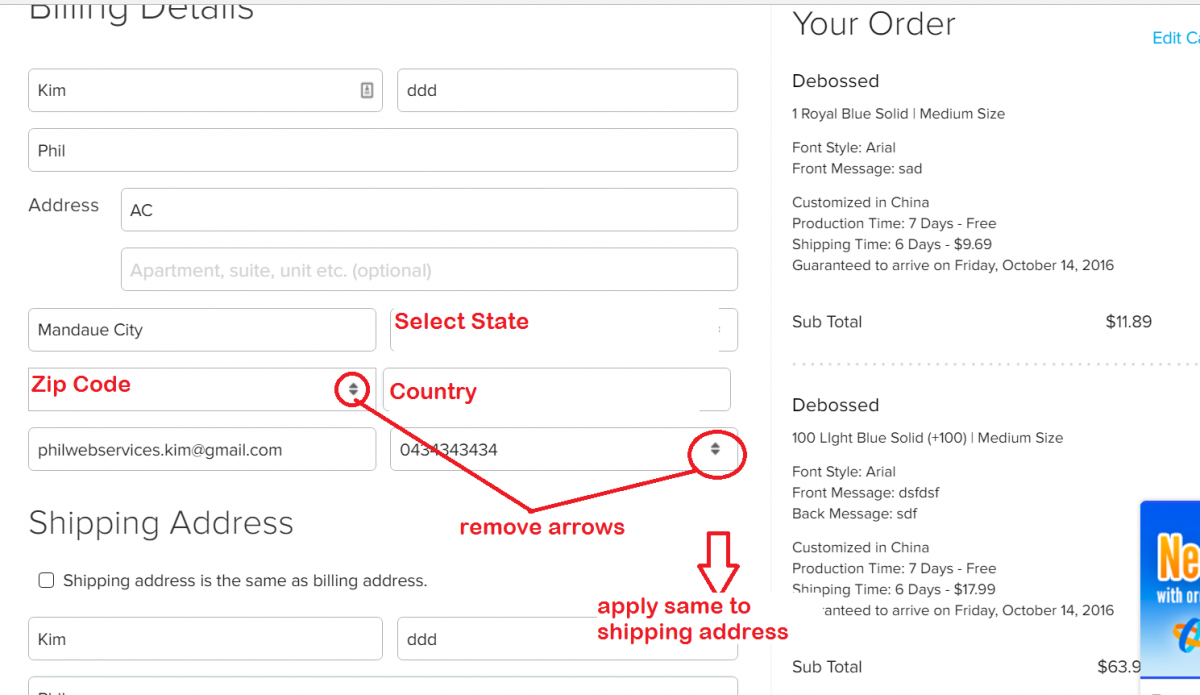 Billing Details
Kim
ddd
Phil
Address
AC
Apartment, suite, unit etc. (optional)
Mandaue City
Select State
Zip Code
Country
philwebservices.kim@gmail.com
0434343434
remove arrows
Shipping Address
Shipping address is the same as billing address.
apply same to
shipping address
Kim
ddd
Phil
Your Order
Edit Ca
Debossed
1 Royal Blue Solid | Medium Size
Font Style: Arial
Front Message: sad
Customized in China
Production Time: 7 Days - Free
Shipping Time: 6 Days - $9.69
Guaranteed to arrive on Friday, October 14, 2016
Sub Total
$11.89
Debossed
100 LIght Blue Solid (+100) | Medium Size
Font Style: Arial
Front Message: dsfdsf
Back Message: sdf
Customized in China
Production Time: 7 Days - Free
Shipping Time: 6 Days - $17.99
ranteed to arrive on Friday, October 14, 2016
Sub Total
$63.9
Ne
with or